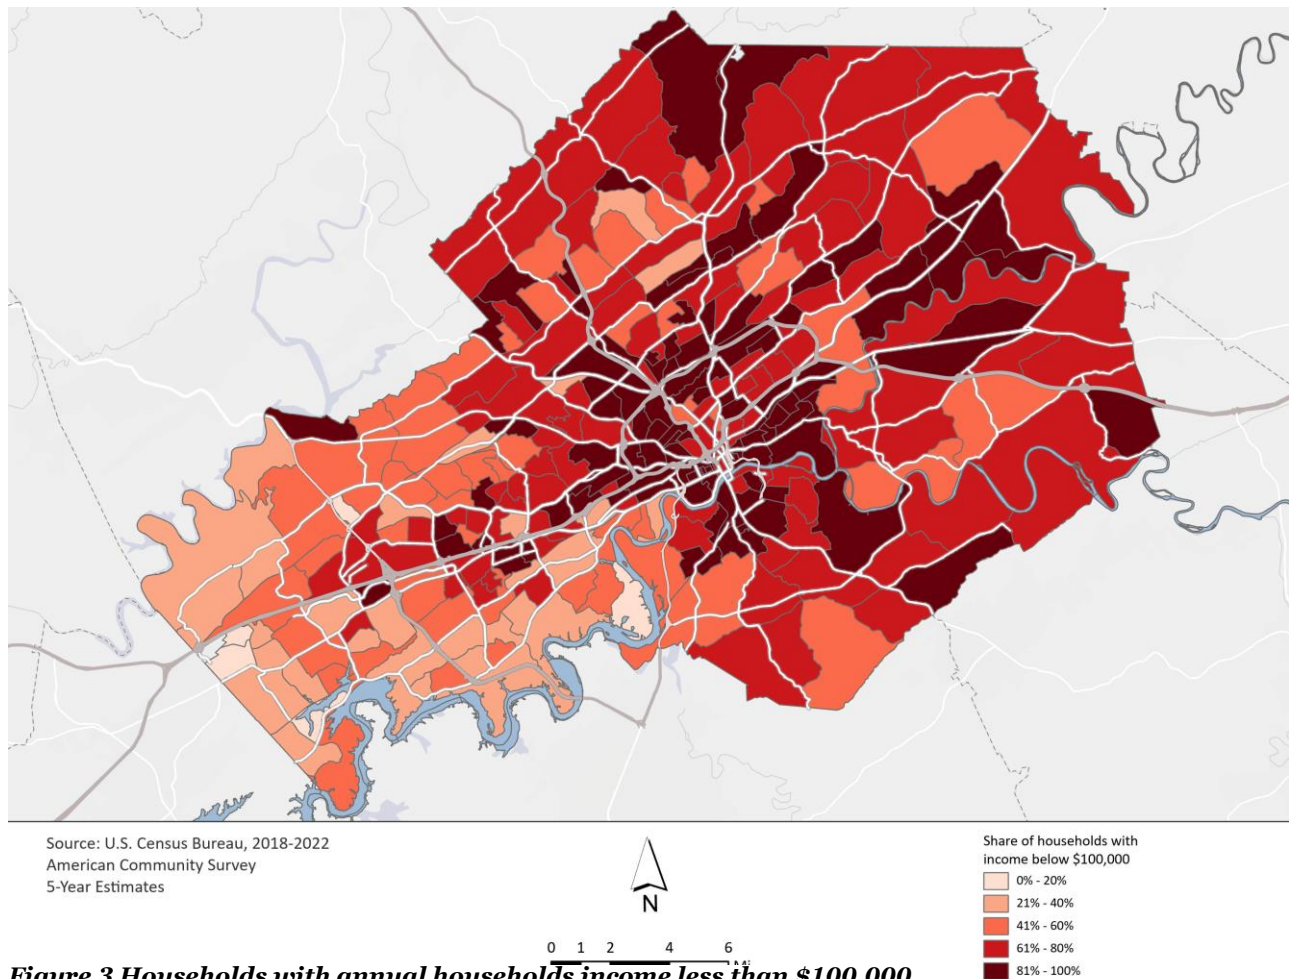 Source: U.S. Census Bureau, 2018-2022
American Community Survey
5-Year Estimates
N
0 1 2 4 6
Mi
Share of households with
income below $100,000
0% - 20%
21% - 40%
41% - 60%
61% - 80%
81% - 100%
Figure 3 Households with annual households income less than $100,000